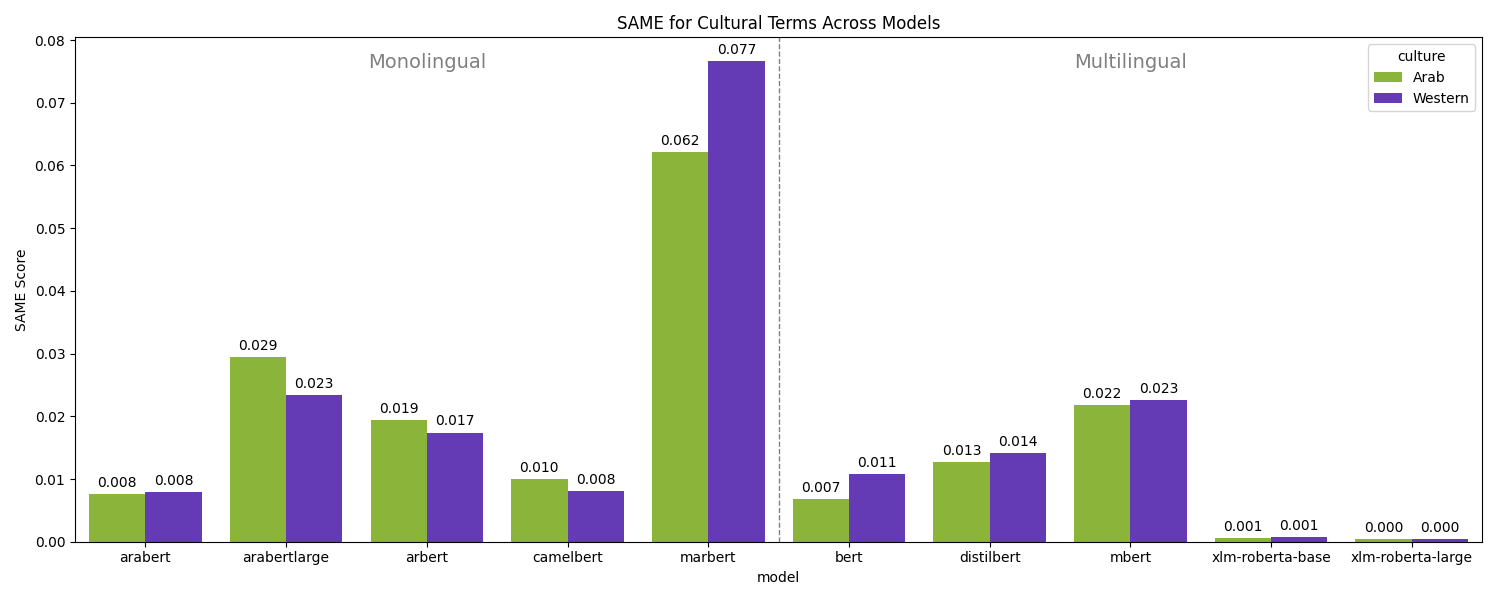 SAME for Cultural Terms Across Models
Monolingual
Multilingual
culture
Arab
Western
SAME Score
0.08
0.07
0.06
0.05
0.04
0.03
0.02
0.01
0.00
0.008 0.008
0.029 0.023
0.019 0.017
0.010 0.008
0.062 0.077
0.007 0.011
0.013 0.014
0.022 0.023
0.001 0.001
0.000 0.000
arabert arabertlarge arbert camelbert marbert bert distilbert mbert xlm-roberta-base xlm-roberta-large
model